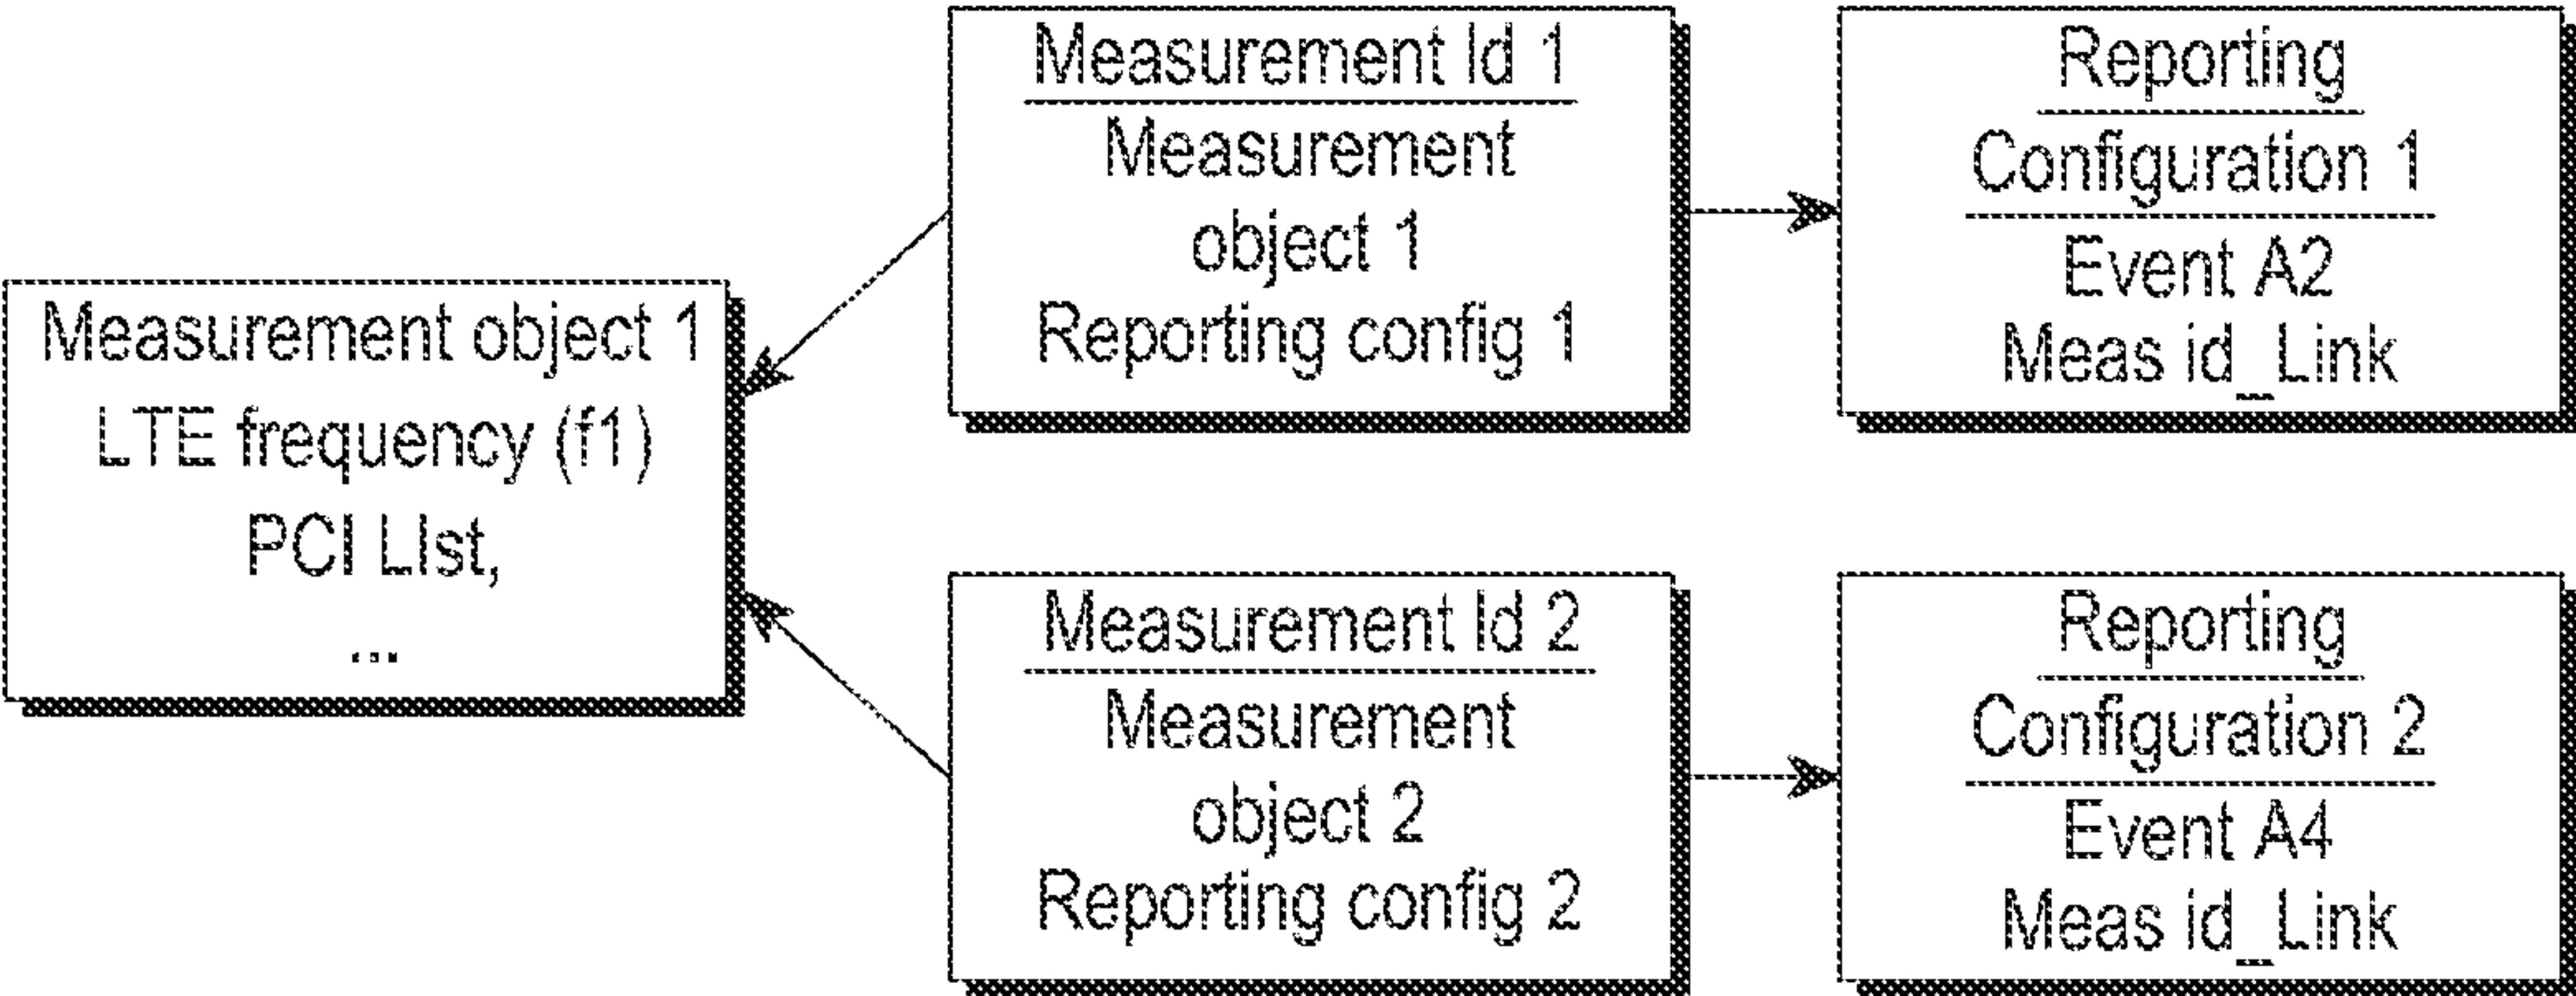 Measurement object 1
LTE frequency (f1)
PCI LIst,
...
Measurement Id 1
Measurement
object 1
Reporting config 1
Reporting
Configuration 1
Event A2
Meas id_Link
Measurement Id 2
Measurement
object 2
Reporting config 2
Reporting
Configuration 2
Event A4
Meas id_Link